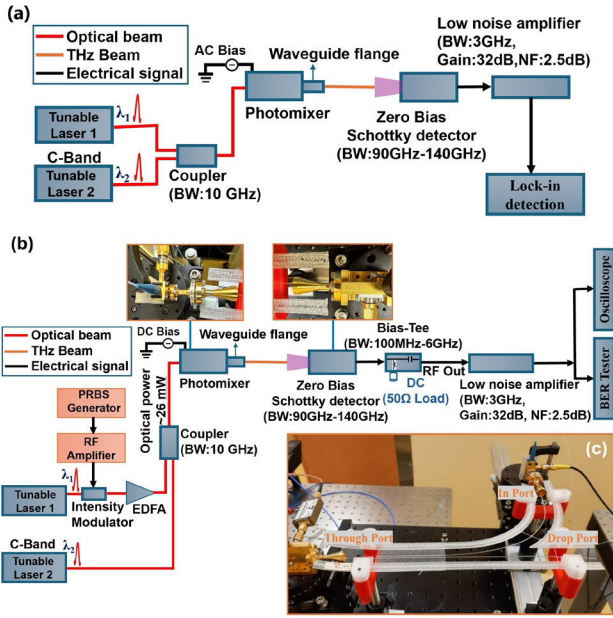 (a)
Optical beam
THz Beam
Electrical signal
AC Bias
Waveguide flange
Photomixer
Low noise amplifier
(BW:3GHz,
Gain:32dB,NF:2.5dB)
Zero Bias
Schottky detector
(BW:90GHz-140GHz)
Lock-in
detection
Tunable
Laser 1
λ1
C-Band
Tunable
Laser 2
λ2
Coupler
(BW:10 GHz)
(b)
Optical beam
THz Beam
Electrical signal
DC Bias
Waveguide flange
Photomixer
Optical power
~26 mW
Zero Bias
Schottky detector
(BW:90GHz-140GHz)
Bias-Tee
(BW:100MHz-6GHz)
RF Out
DC
(50Ω Load)
Low noise amplifier
(BW:3GHz,
Gain:32dB, NF:2.5dB)
Oscilloscope
BER Tester
PRBS
Generator
RF
Amplifier
λ1
Tunable
Laser 1
Intensity
Modulator
EDFA
Coupler
(BW:10 GHz)
C-Band
λ2
Tunable
Laser 2
(c)
In Port
Through Port
Drop Port